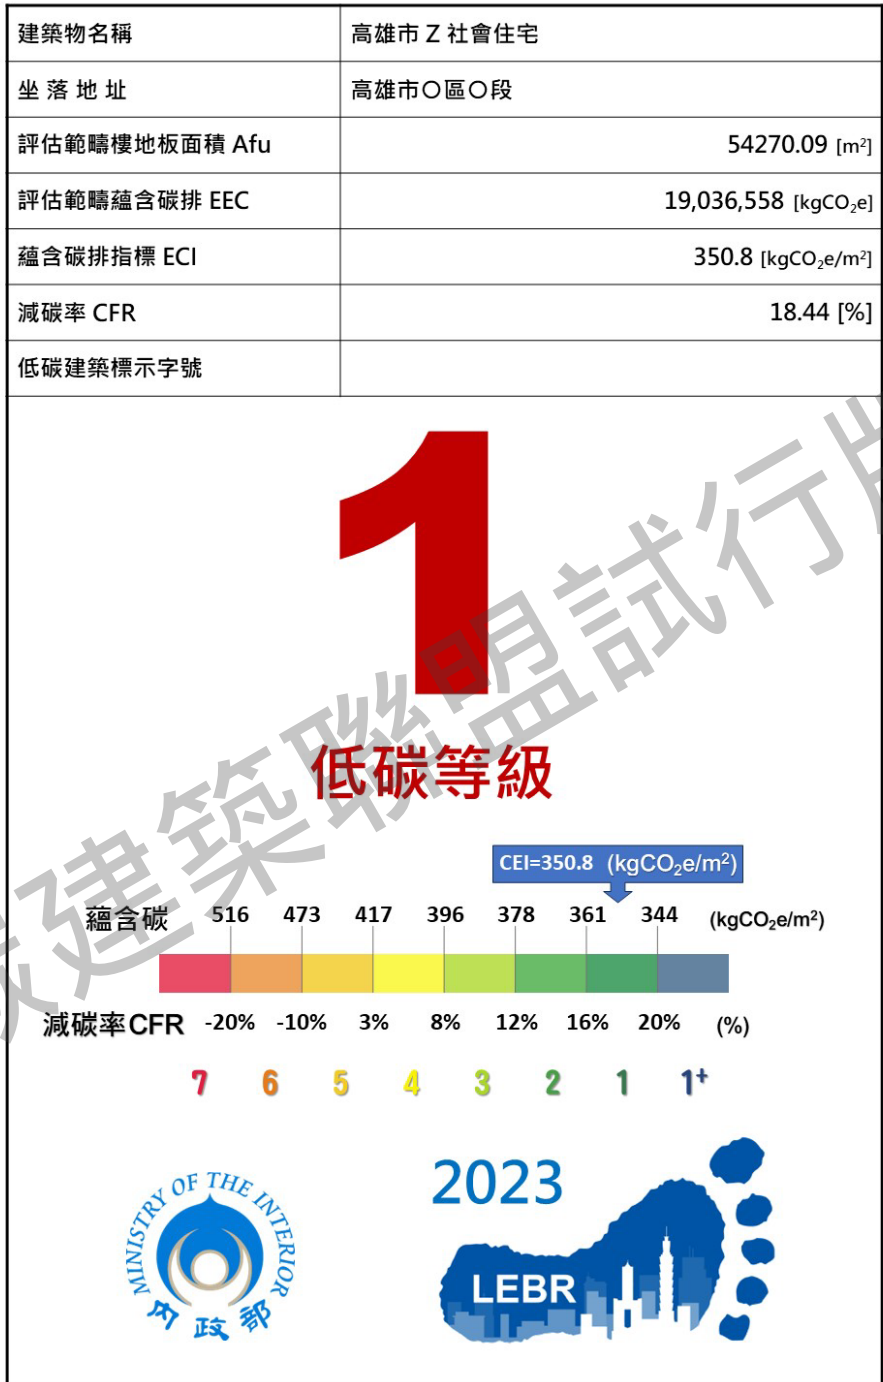 建築物名稱 高雄市 Z 社會住宅
坐 落 地 址 高雄市○區○段
評估範疇樓地板面積 Afu 54270.09 [m²]
評估範疇蘊含碳排 EEC 19,036,558 [kgCO₂e]
蘊含碳排指標 ECI 350.8 [kgCO₂e/m²]
減碳率 CFR 18.44 [%]
低碳建築標示字號
1
低碳等級
CEI=350.8 (kgCO₂e/m²)
蘊含碳 516 473 417 396 378 361 344 (kgCO₂e/m²)
減碳率CFR -20% -10% 3% 8% 12% 16% 20% (%)
7 6 5 4 3 2 1 1⁺
MINISTRY OF THE INTERIOR
內政部
2023
LEBR
碳建築聯盟試行版